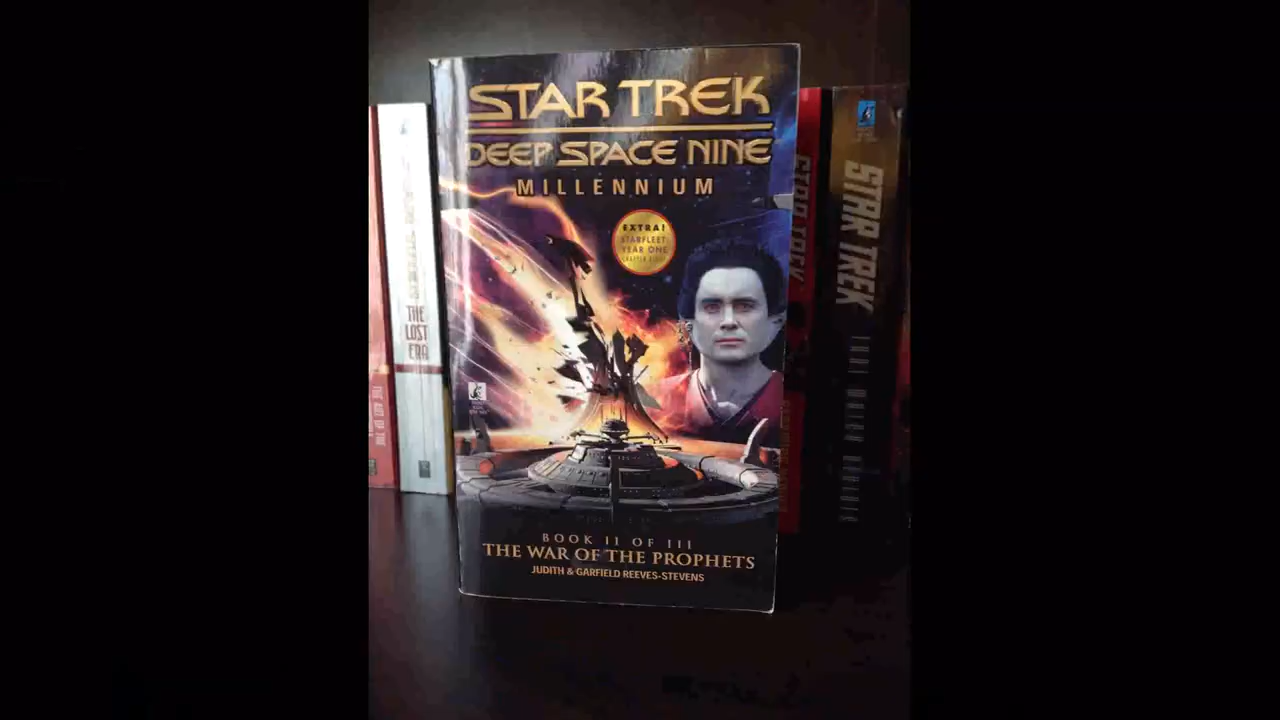 STAR TREK
DEEP SPACE NINE
MILLENNIUM
EXTRA!
STARFLEET
YEAR ONE
BOOK II OF III
THE WAR OF THE PROPHETS
JUDITH & GARFIELD REEVES-STEVENS
THE
LOST
ERA
STAR TREK
STAR TREK